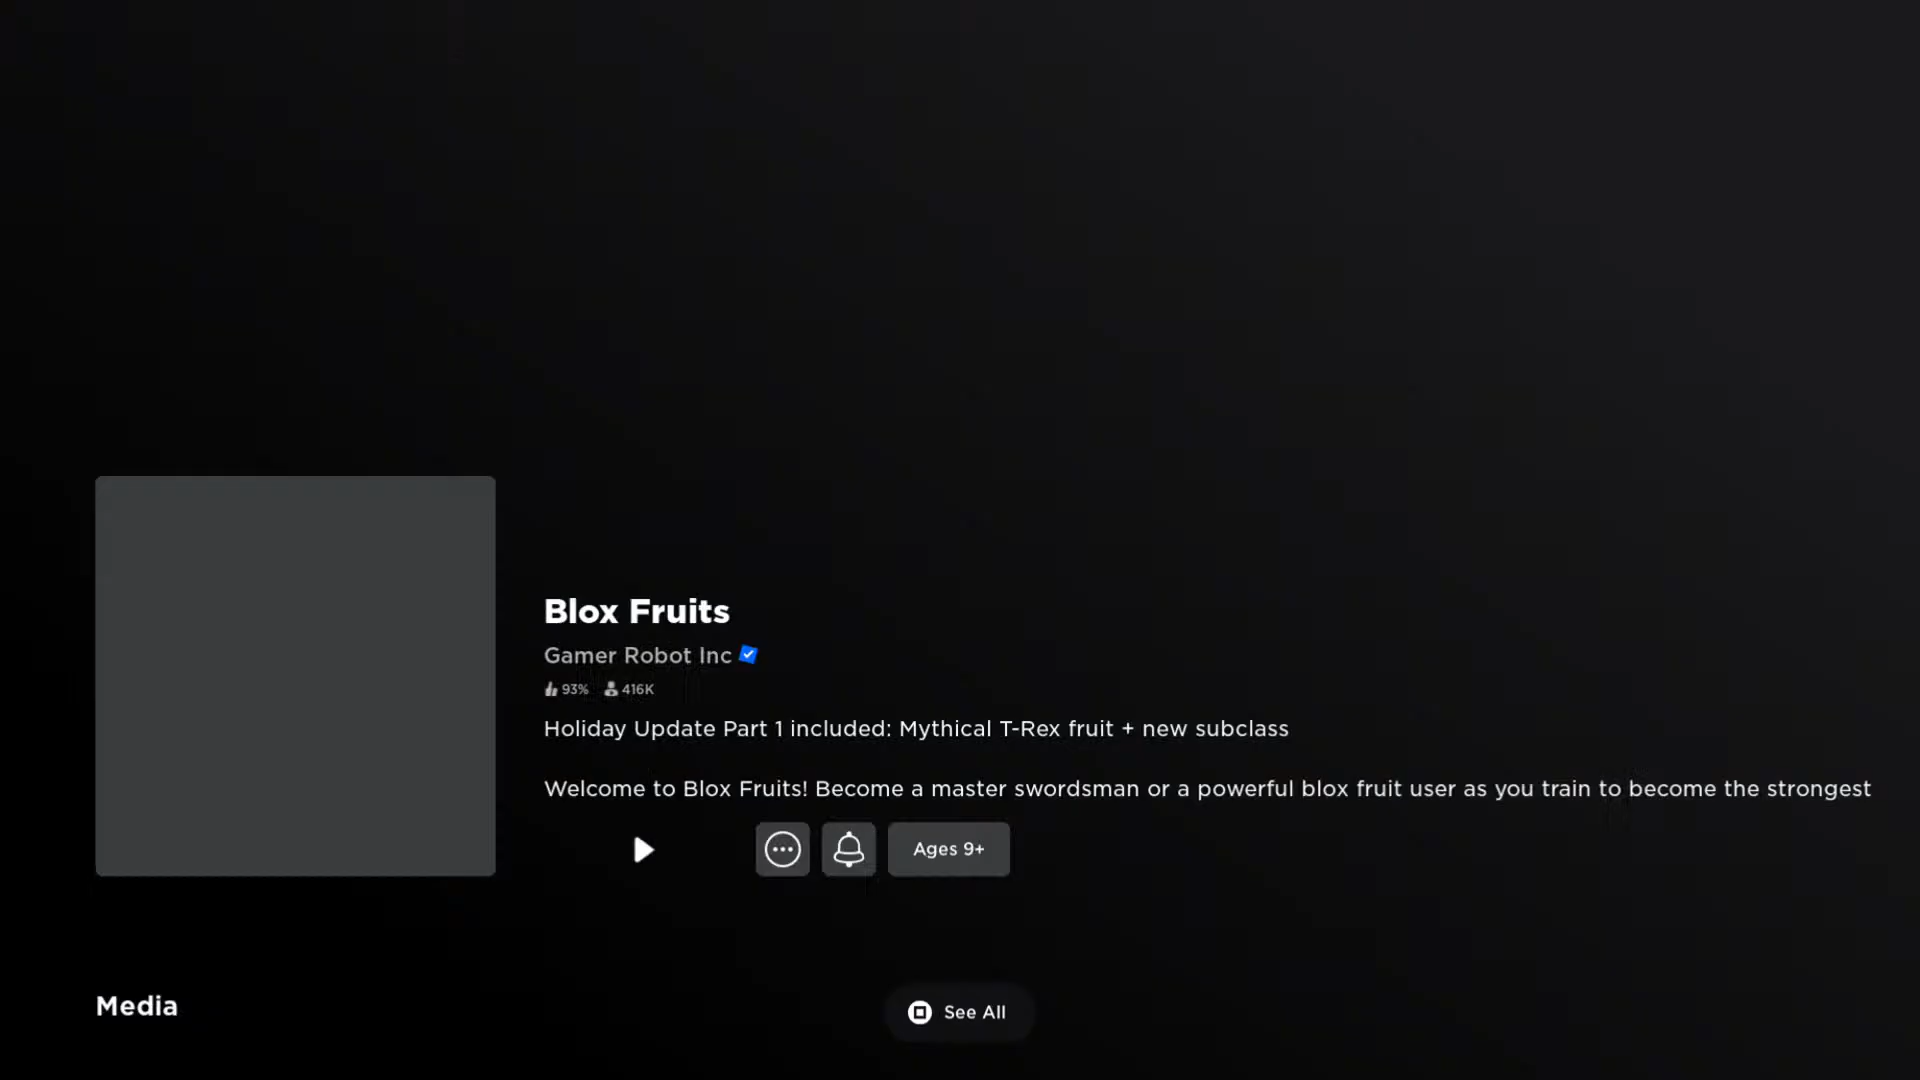 Blox Fruits
Gamer Robot Inc
93% 416K
Holiday Update Part 1 included: Mythical T-Rex fruit + new subclass
Welcome to Blox Fruits! Become a master swordsman or a powerful blox fruit user as you train to become the strongest
Ages 9+
Media
See All